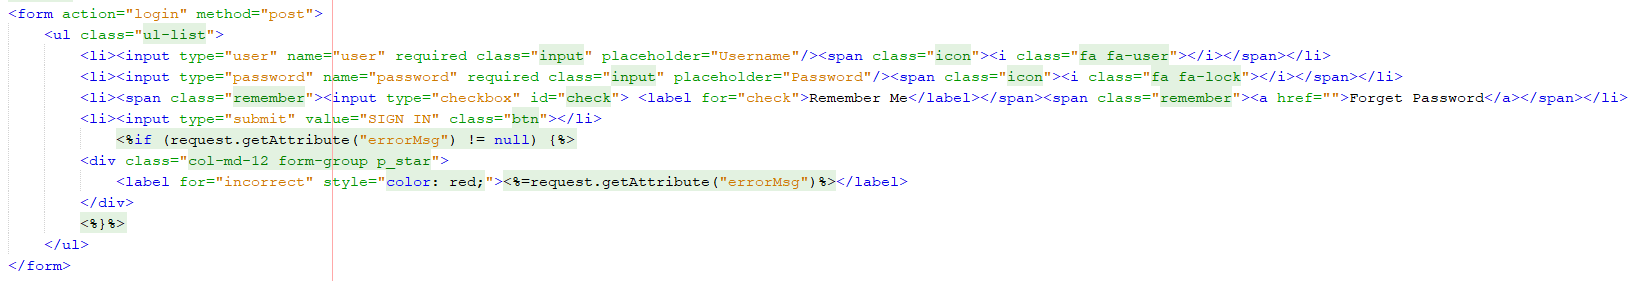 <form action="login" method="post">
<ul class="ul-list">
<li><input type="user" name="user" required class="input" placeholder="Username"/><span class="icon"><i class="fa fa-user"></i></span></li>
<li><input type="password" name="password" required class="input" placeholder="Password"/><span class="icon"><i class="fa fa-lock"></i></span></li>
<li><span class="remember"><input type="checkbox" id="check"> <label for="check">Remember Me</label></span><span class="remember"><a href="">Forget Password</a></span></li>
<li><input type="submit" value="SIGN IN" class="btn"></li>
<%if (request.getAttribute("errorMsg") != null) {%>
<div class="col-md-12 form-group p_star">
<label for="incorrect" style="color: red;"><%=request.getAttribute("errorMsg")%></label>
</div>
<%}%>
</ul>
</form>